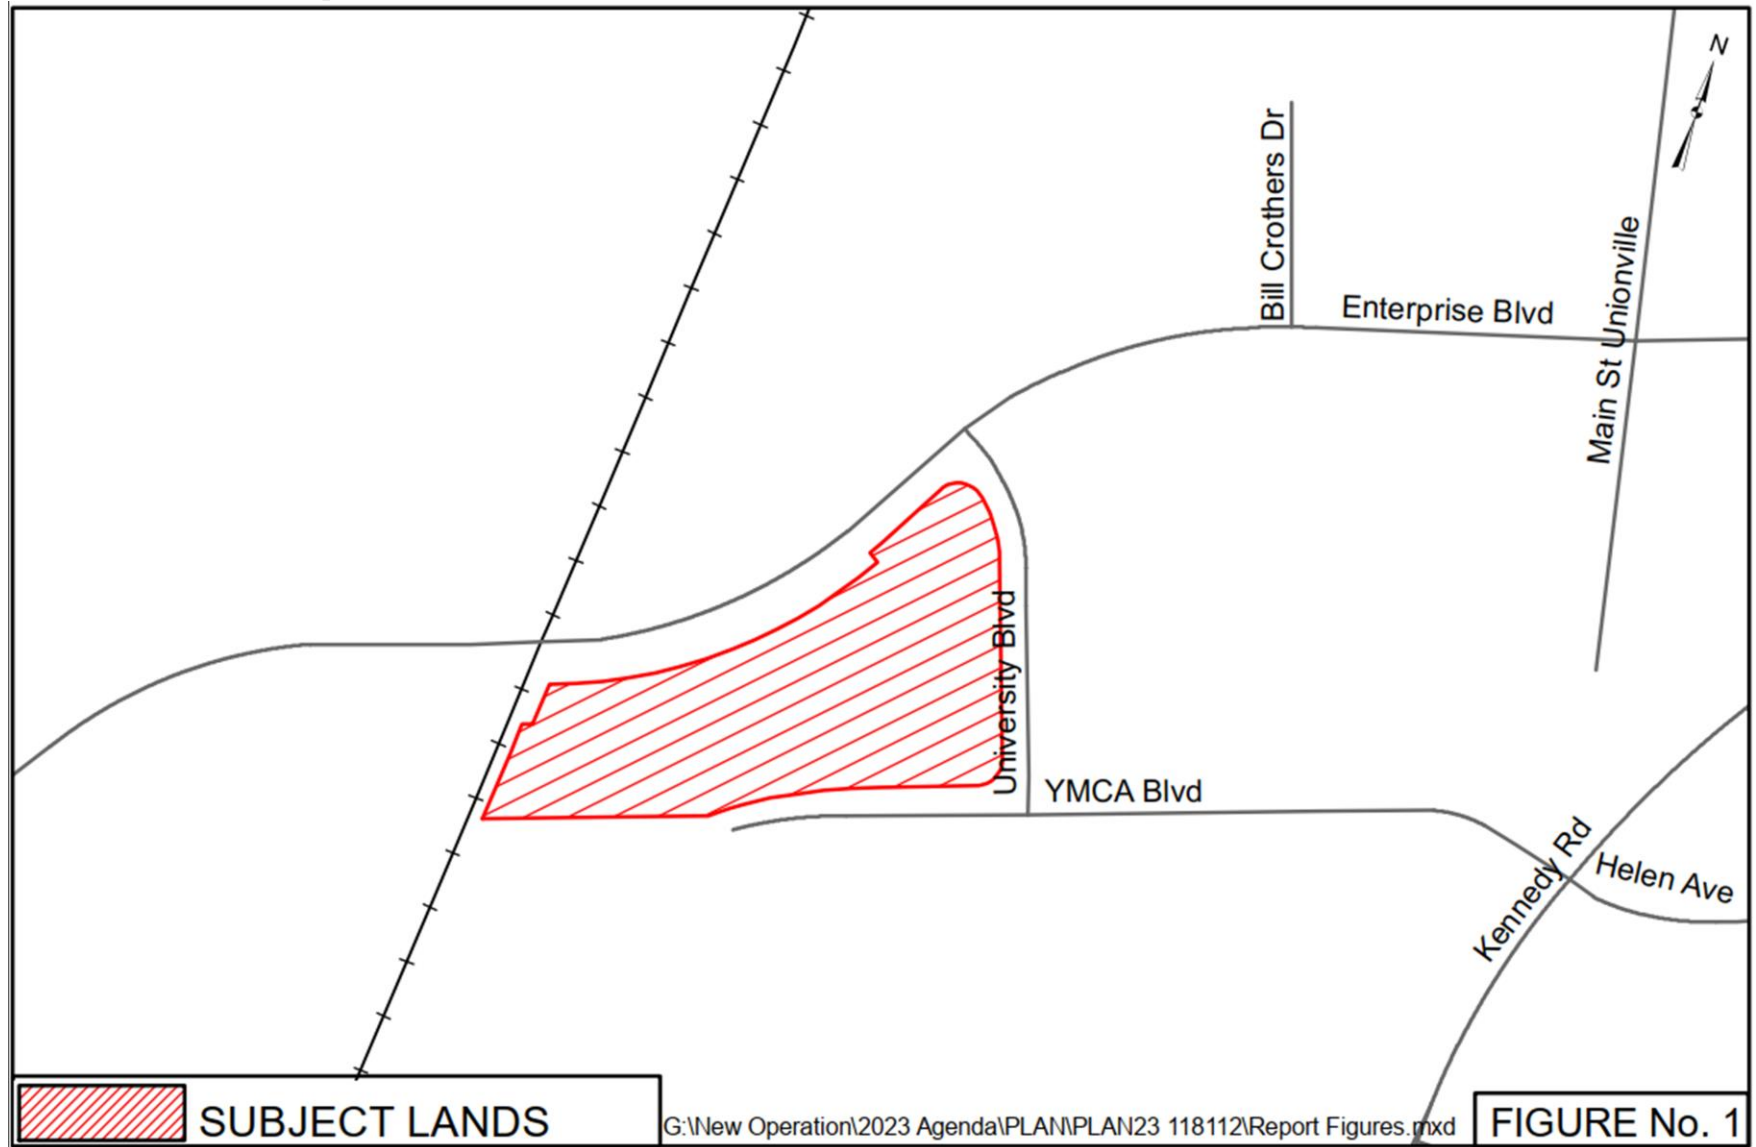 N
Bill Crothers Dr
Enterprise Blvd
Main St Unionville
University Blvd
YMCA Blvd
Kennedy Rd
Helen Ave
SUBJECT LANDS
G:\New Operation\2023 Agenda\PLAN\PLAN23 118112\Report Figures.mxd
FIGURE No. 1